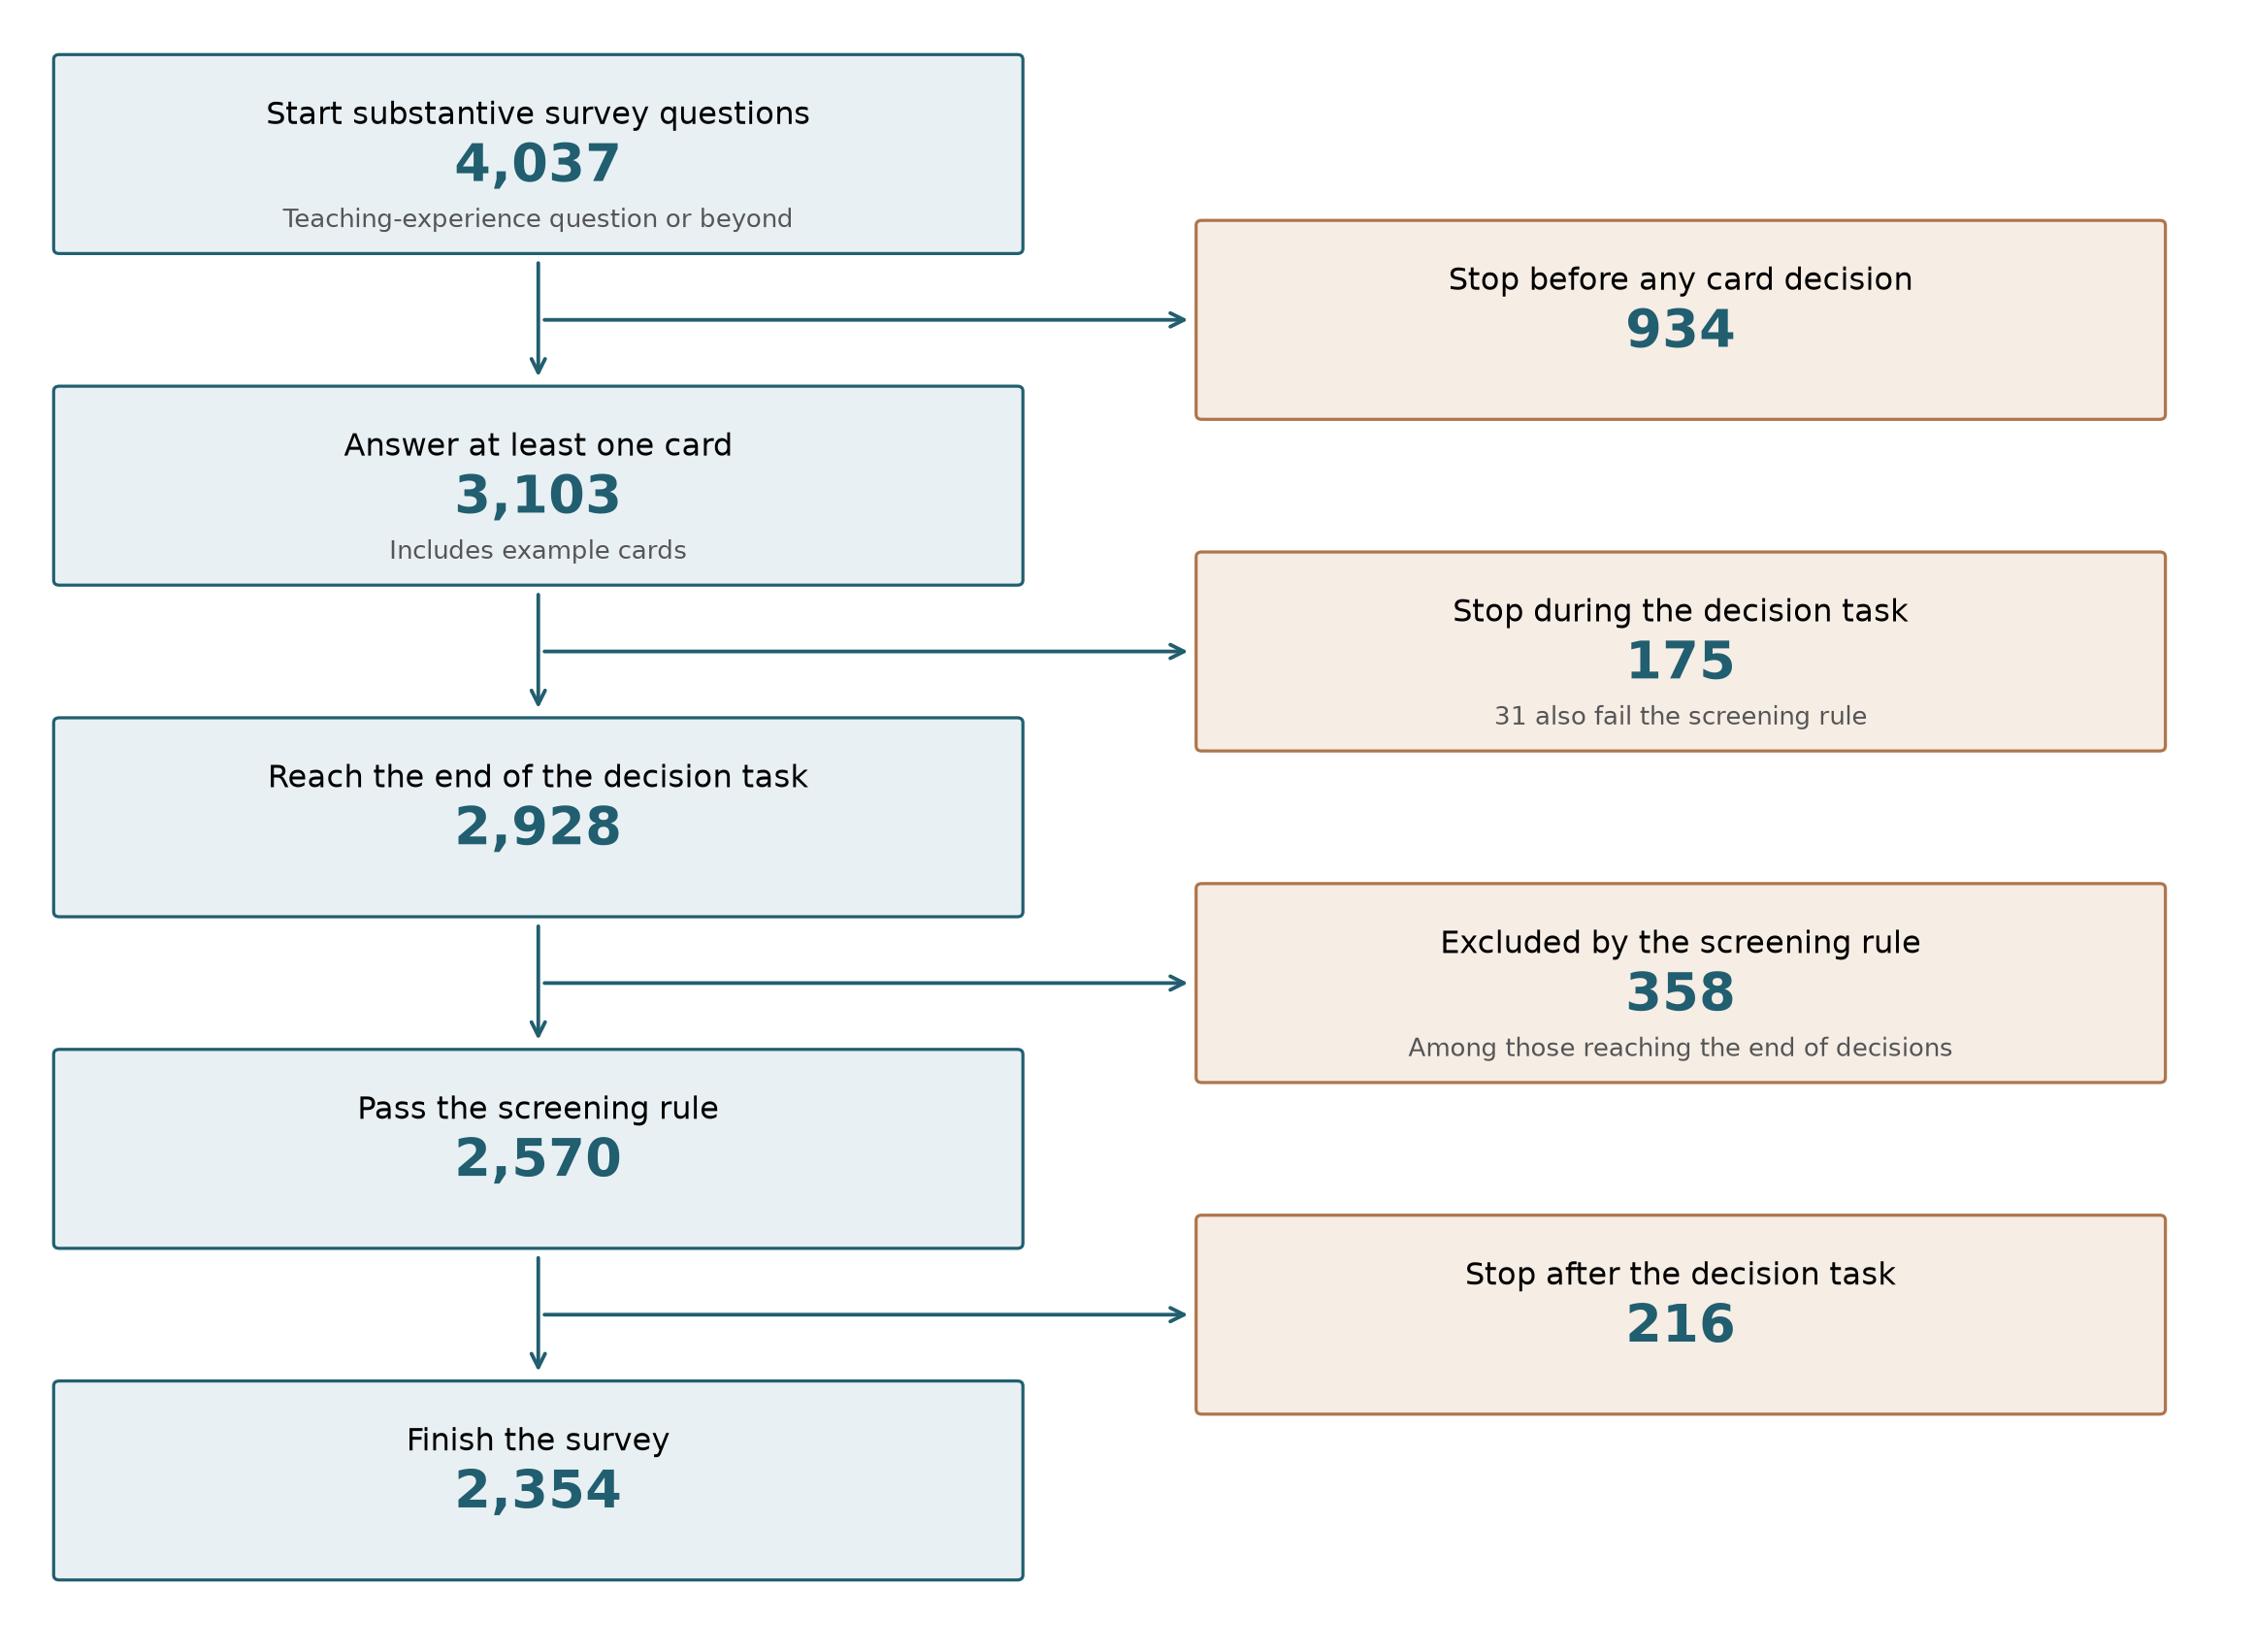 Start substantive survey questions
4,037
Teaching-experience question or beyond
Stop before any card decision
934
Answer at least one card
3,103
Includes example cards
Stop during the decision task
175
31 also fail the screening rule
Reach the end of the decision task
2,928
Excluded by the screening rule
358
Among those reaching the end of decisions
Pass the screening rule
2,570
Stop after the decision task
216
Finish the survey
2,354